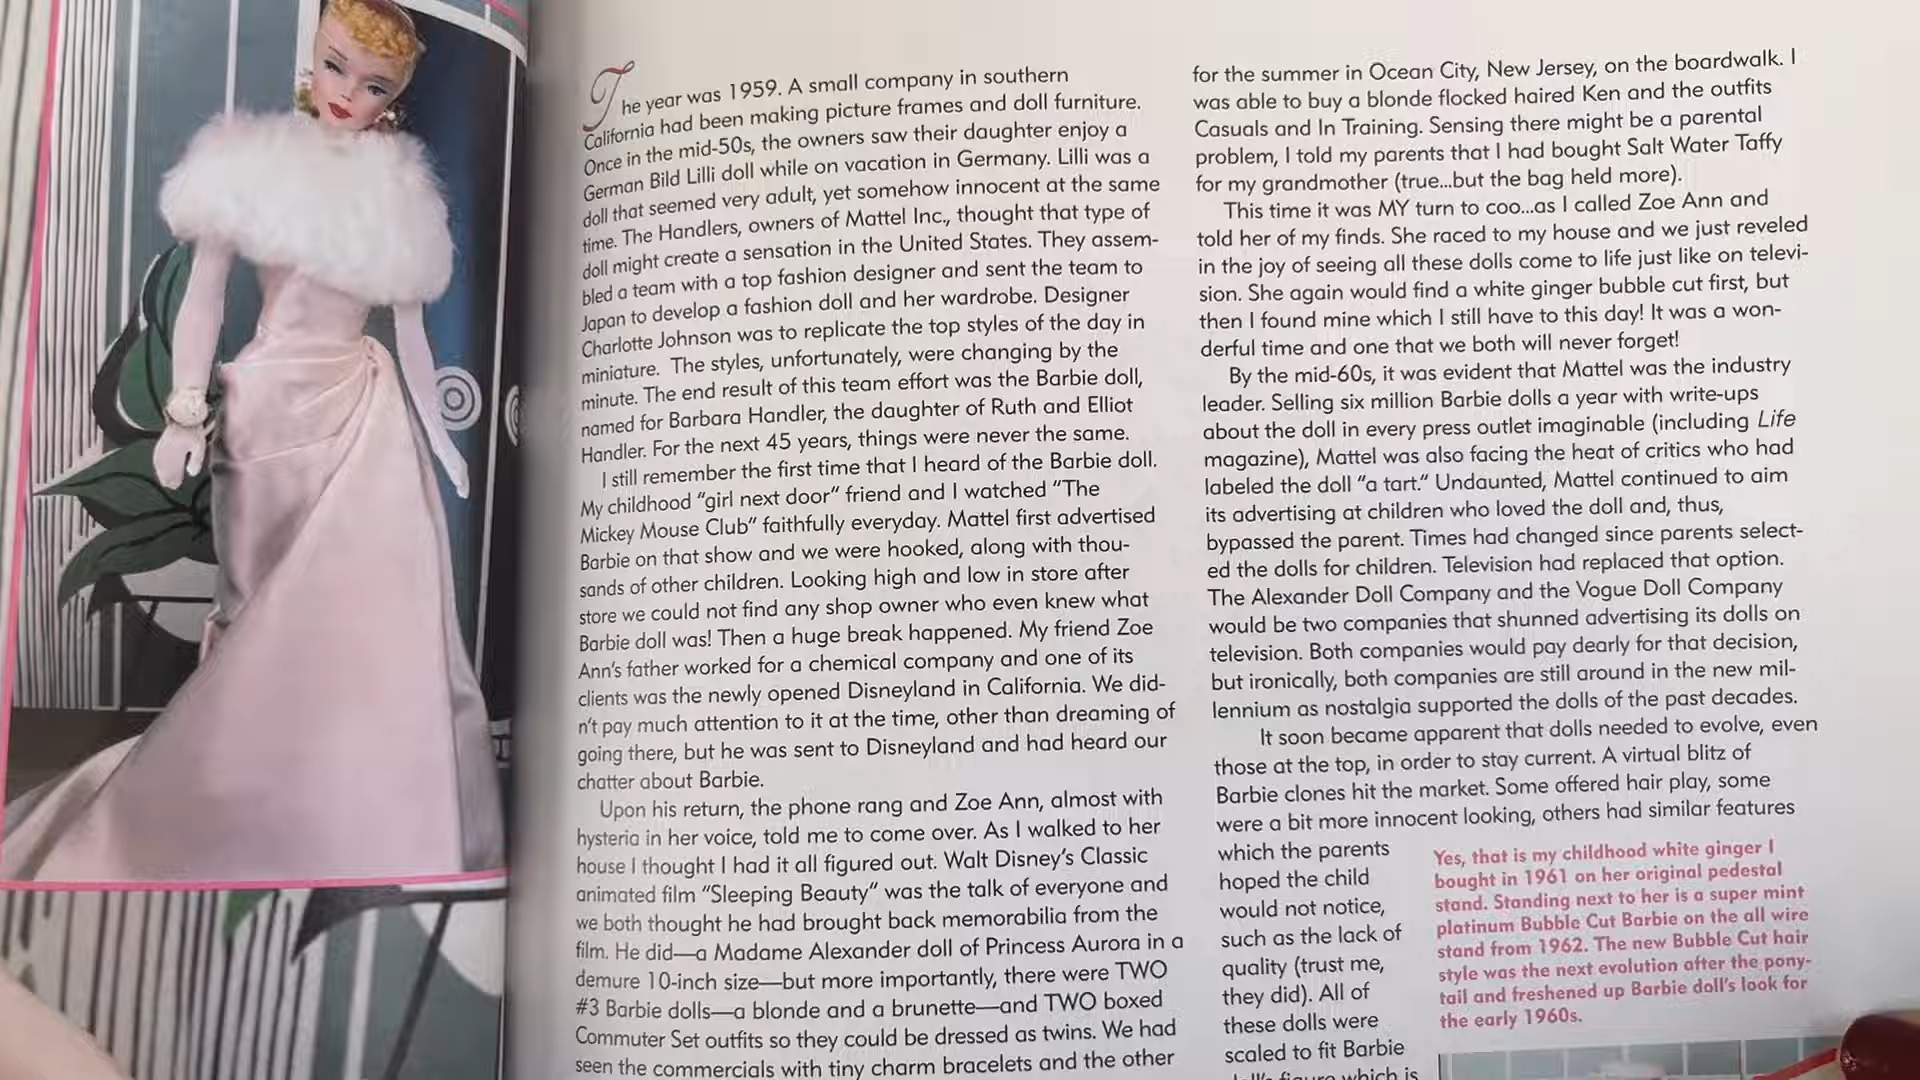 The year was 1959. A small company in southern
California had been making picture frames and doll furniture.
Once in the mid-50s, the owners saw their daughter enjoy a
German Bild Lilli doll while on vacation in Germany. Lilli was a
doll that seemed very adult, yet somehow innocent at the same
time. The Handlers, owners of Mattel Inc., thought that type of
doll might create a sensation in the United States. They assem-
bled a team with a top fashion designer and sent the team to
Japan to develop a fashion doll and her wardrobe. Designer
Charlotte Johnson was to replicate the top styles of the day in
miniature. The styles, unfortunately, were changing by the
minute. The end result of this team effort was the Barbie doll,
named for Barbara Handler, the daughter of Ruth and Elliot
Handler. For the next 45 years, things were never the same.
I still remember the first time that I heard of the Barbie doll.
My childhood "girl next door" friend and I watched "The
Mickey Mouse Club" faithfully everyday. Mattel first advertised
Barbie on that show and we were hooked, along with thou-
sands of other children. Looking high and low in store after
store we could not find any shop owner who even knew what
Barbie doll was! Then a huge break happened. My friend Zoe
Ann's father worked for a chemical company and one of its
clients was the newly opened Disneyland in California. We did-
n't pay much attention to it at the time, other than dreaming of
going there, but he was sent to Disneyland and had heard our
chatter about Barbie.
Upon his return, the phone rang and Zoe Ann, almost with
hysteria in her voice, told me to come over. As I walked to her
house I thought I had it all figured out. Walt Disney's Classic
animated film "Sleeping Beauty" was the talk of everyone and
we both thought he had brought back memorabilia from the
film. He did—a Madame Alexander doll of Princess Aurora in a
demure 10-inch size—but more importantly, there were TWO
#3 Barbie dolls—a blonde and a brunette—and TWO boxed
Commuter Set outfits so they could be dressed as twins. We had
seen the commercials with tiny charm bracelets and the other
for the summer in Ocean City, New Jersey, on the boardwalk. I
was able to buy a blonde flocked haired Ken and the outfits
Casuals and In Training. Sensing there might be a parental
problem, I told my parents that I had bought Salt Water Taffy
for my grandmother (true...but the bag held more).
This time it was MY turn to coo...as I called Zoe Ann and
told her of my finds. She raced to my house and we just reveled
in the joy of seeing all these dolls come to life just like on televi-
sion. She again would find a white ginger bubble cut first, but
then I found mine which I still have to this day! It was a won-
derful time and one that we both will never forget!
By the mid-60s, it was evident that Mattel was the industry
leader. Selling six million Barbie dolls a year with write-ups
about the doll in every press outlet imaginable (including Life
magazine), Mattel was also facing the heat of critics who had
labeled the doll "a tart." Undaunted, Mattel continued to aim
its advertising at children who loved the doll and, thus,
bypassed the parent. Times had changed since parents select-
ed the dolls for children. Television had replaced that option.
The Alexander Doll Company and the Vogue Doll Company
would be two companies that shunned advertising its dolls on
television. Both companies would pay dearly for that decision,
but ironically, both companies are still around in the new mil-
lennium as nostalgia supported the dolls of the past decades.
It soon became apparent that dolls needed to evolve, even
those at the top, in order to stay current. A virtual blitz of
Barbie clones hit the market. Some offered hair play, some
were a bit more innocent looking, others had similar features
which the parents
hoped the child
would not notice,
such as the lack of
quality (trust me,
they did). All of
these dolls were
scaled to fit Barbie
doll's figure which is
Yes, that is my childhood white ginger I
bought in 1961 on her original pedestal
stand. Standing next to her is a super mint
platinum Bubble Cut Barbie on the all wire
stand from 1962. The new Bubble Cut hair
style was the next evolution after the pony-
tail and freshened up Barbie doll's look for
the early 1960s.